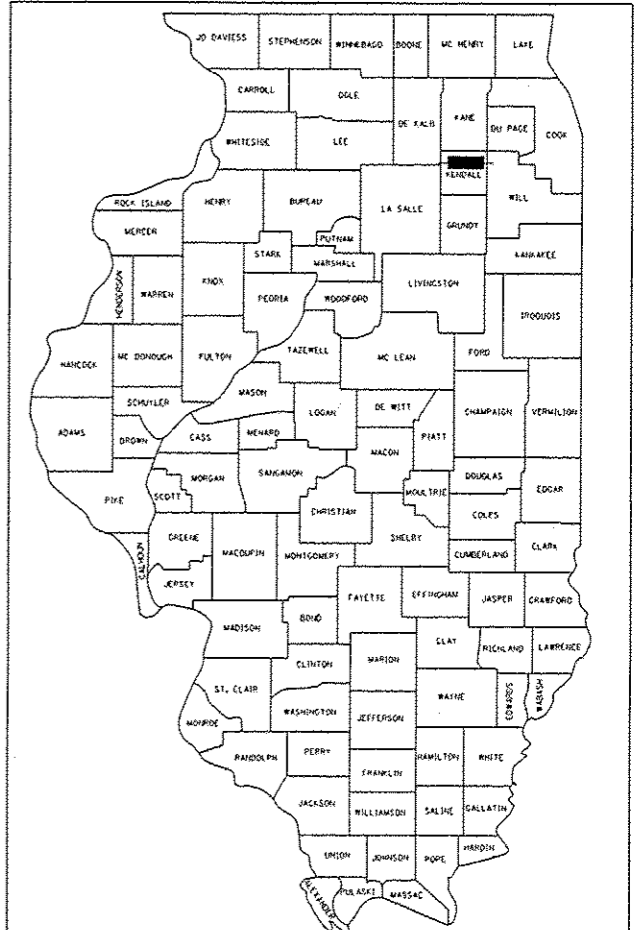 JO DAVIESS
STEPHENSON
WINNEBAGO
BOONE
MC HENRY
LAKE
CARROLL
OGLE
DE KALB
KANE
DU PAGE
COOK
WHITESIDE
LEE
KENDALL
ROCK ISLAND
HENRY
BUREAU
LA SALLE
WILL
MERCER
PUTNAM
GRUNDY
KANKAKEE
STARK
MARSHALL
HENDERSON
WARREN
KNOX
PEORIA
WOODFORD
LIVINGSTON
IROQUOIS
HANCOCK
MC DONOUGH
FULTON
TAZEWELL
MC LEAN
FORD
SCHUYLER
MASON
LOGAN
DE WITT
CHAMPAIGN
VERMILION
ADAMS
BROWN
CASS
MENARD
PIATT
MACON
MORGAN
SANGAMON
DOUGLAS
EDGAR
PIKE
SCOTT
CHRISTIAN
MOULTRIE
COLES
GREENE
MACOUPIN
MONTGOMERY
SHELBY
CUMBERLAND
CLARK
CALHOUN
JERSEY
FAYETTE
EFFINGHAM
JASPER
CRAWFORD
MADISON
BOND
CLAY
RICHLAND
LAWRENCE
CLINTON
MARION
ST. CLAIR
WAYNE
EDWARDS
WABASH
WASHINGTON
JEFFERSON
MONROE
RANDOLPH
PERRY
HAMILTON
WHITE
FRANKLIN
JACKSON
WILLIAMSON
SALINE
GALLATIN
UNION
JOHNSON
POPE
HARDIN
ALEXANDER
PULASKI
MASSAC